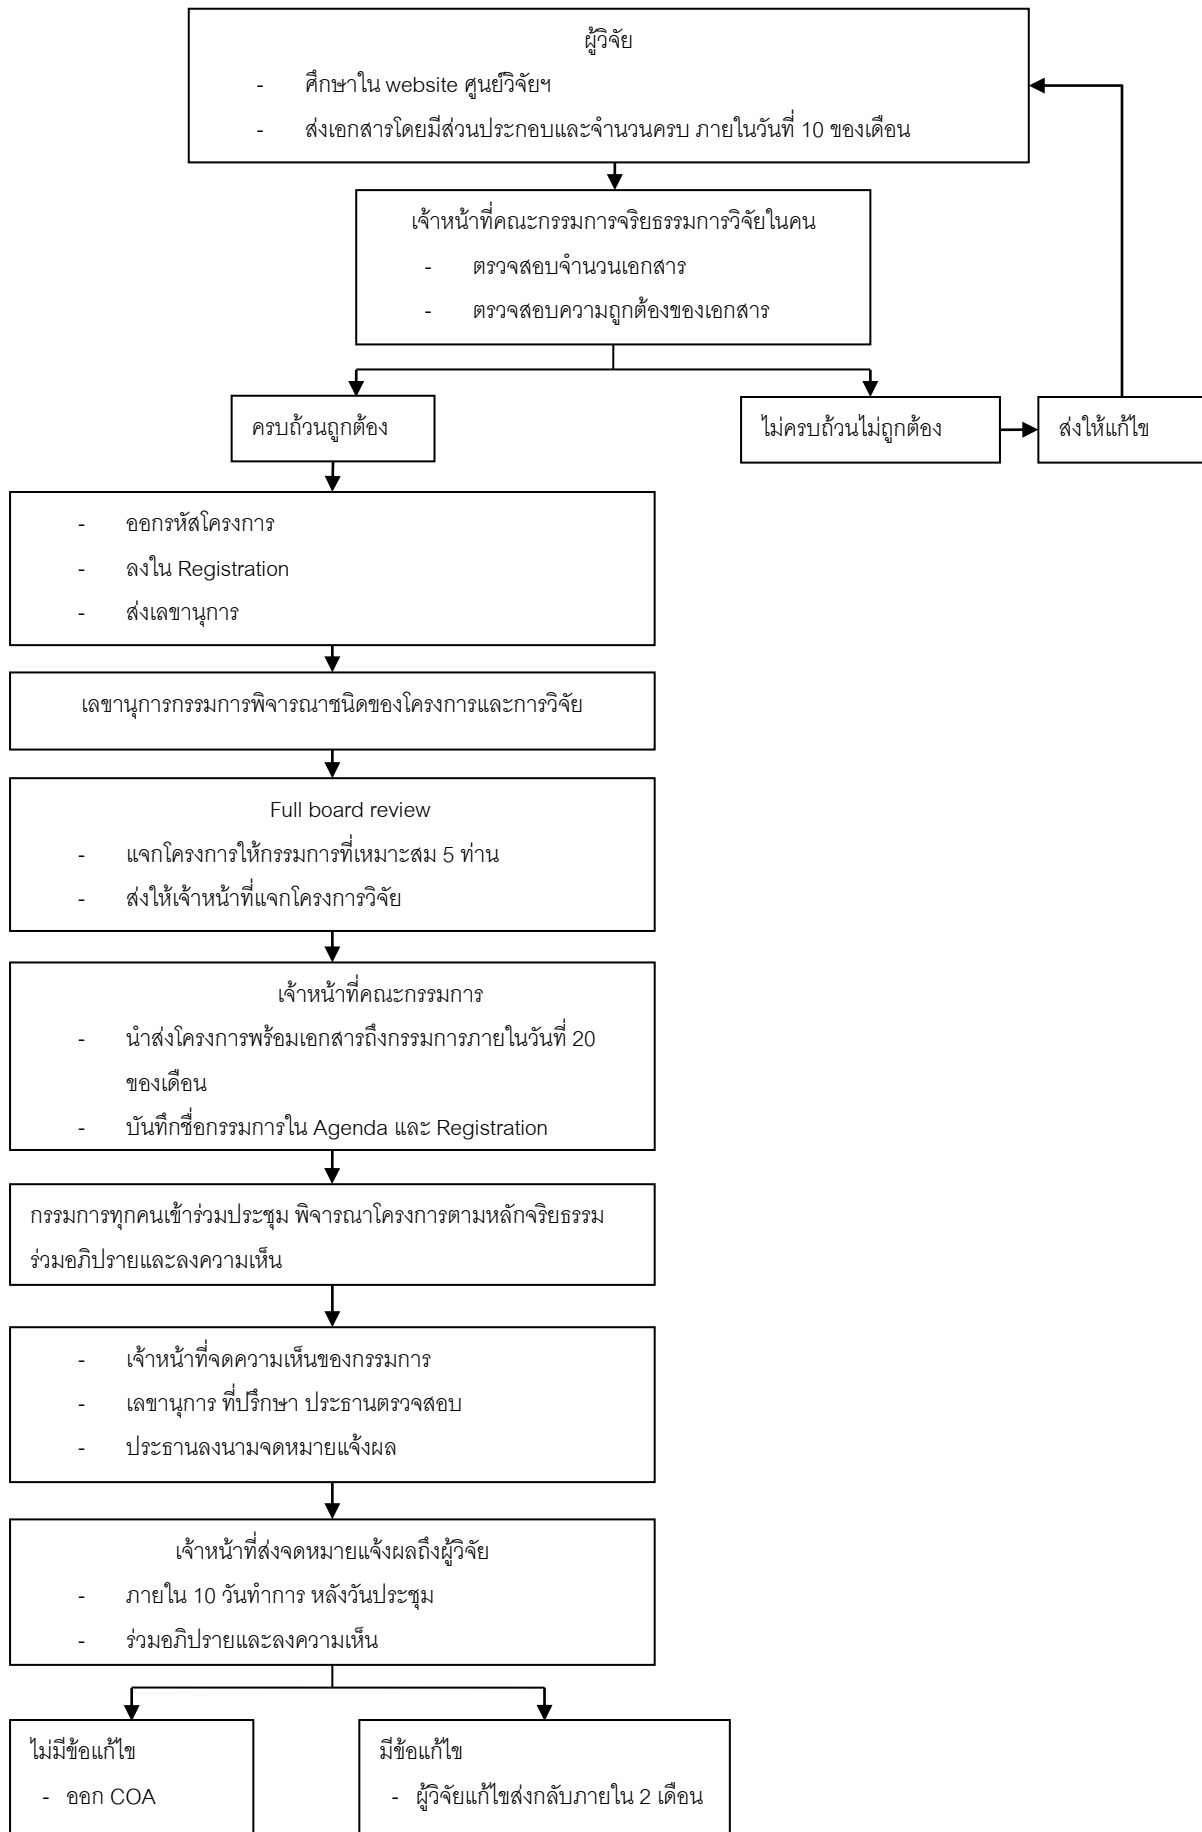 ผู้วิจัย
- ศึกษาใน website ศูนย์วิจัยฯ
- ส่งเอกสารโดยมีส่วนประกอบและจำนวนครบ ภายในวันที่ 10 ของเดือน
เจ้าหน้าที่คณะกรรมการจริยธรรมการวิจัยในคน
- ตรวจสอบจำนวนเอกสาร
- ตรวจสอบความถูกต้องของเอกสาร
ครบถ้วนถูกต้อง
ไม่ครบถ้วนไม่ถูกต้อง
ส่งให้แก้ไข
- ออกรหัสโครงการ
- ลงใน Registration
- ส่งเลขานุการ
เลขานุการกรรมการพิจารณาชนิดของโครงการและการวิจัย
Full board review
- แจกโครงการให้กรรมการที่เหมาะสม 5 ท่าน
- ส่งให้เจ้าหน้าที่แจกโครงการวิจัย
เจ้าหน้าที่คณะกรรมการ
- นำส่งโครงการพร้อมเอกสารถึงกรรมการภายในวันที่ 20
ของเดือน
- บันทึกชื่อกรรมการใน Agenda และ Registration
กรรมการทุกคนเข้าร่วมประชุม พิจารณาโครงการตามหลักจริยธรรม
ร่วมอภิปรายและลงความเห็น
- เจ้าหน้าที่จดความเห็นของกรรมการ
- เลขานุการ ที่ปรึกษา ประธานตรวจสอบ
- ประธานลงนามจดหมายแจ้งผล
เจ้าหน้าที่ส่งจดหมายแจ้งผลถึงผู้วิจัย
- ภายใน 10 วันทำการ หลังวันประชุม
- ร่วมอภิปรายและลงความเห็น
ไม่มีข้อแก้ไข
- ออก COA
มีข้อแก้ไข
- ผู้วิจัยแก้ไขส่งกลับภายใน 2 เดือน